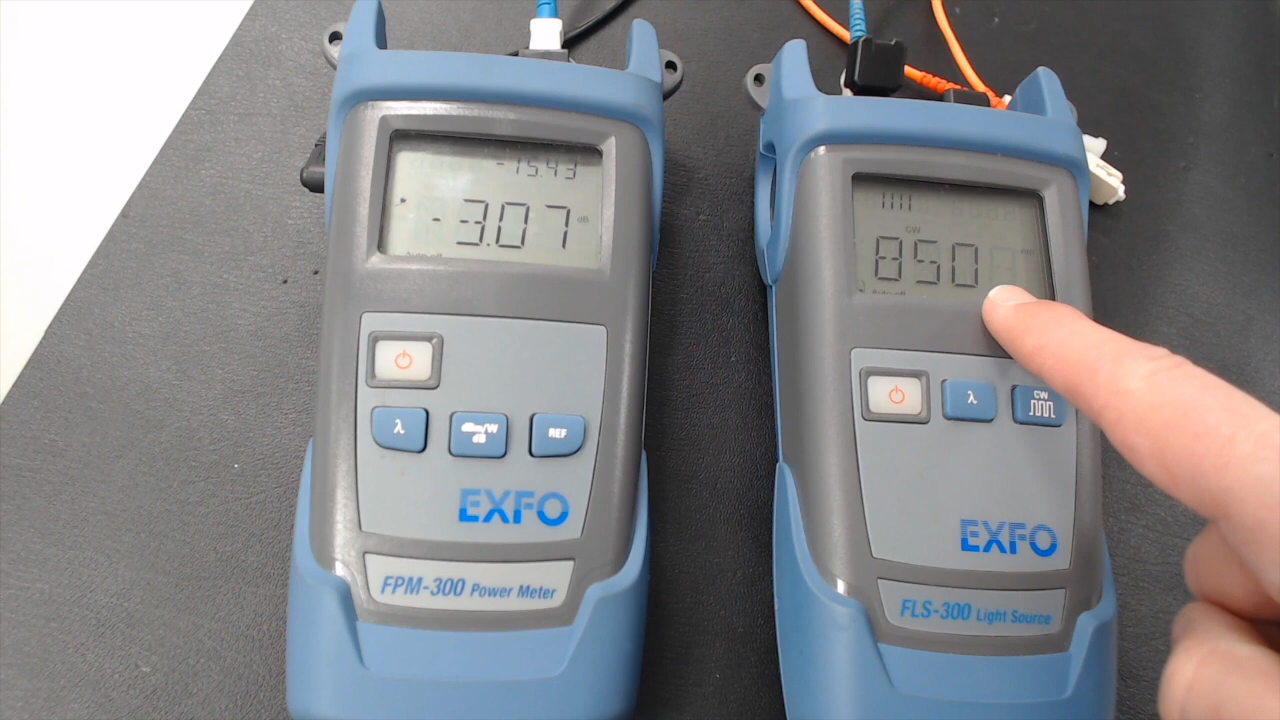 -15.43
-3.07 dB
λ
dBm/W
dB
REF
EXFO
FPM-300 Power Meter
CW
850
λ
CW
EXFO
FLS-300 Light Source